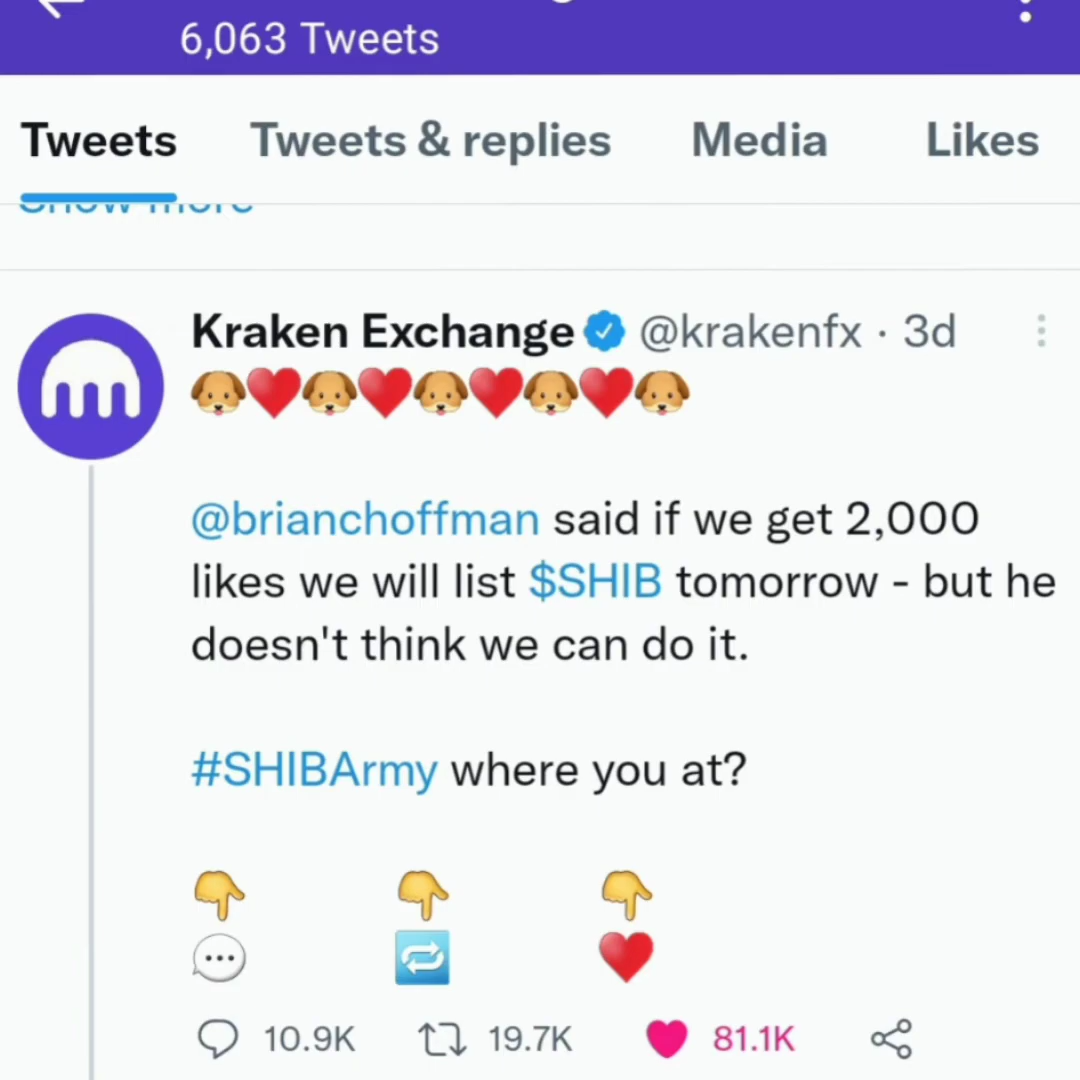 6,063 Tweets
Tweets Tweets & replies Media Likes
Show more
Kraken Exchange @krakenfx · 3d
🐶❤️🐶❤️🐶❤️🐶❤️🐶
@brianchoffman said if we get 2,000
likes we will list $SHIB tomorrow - but he
doesn't think we can do it.
#SHIBArmy where you at?
👇 👇 👇
💬 🔁 ❤️
10.9K 19.7K 81.1K